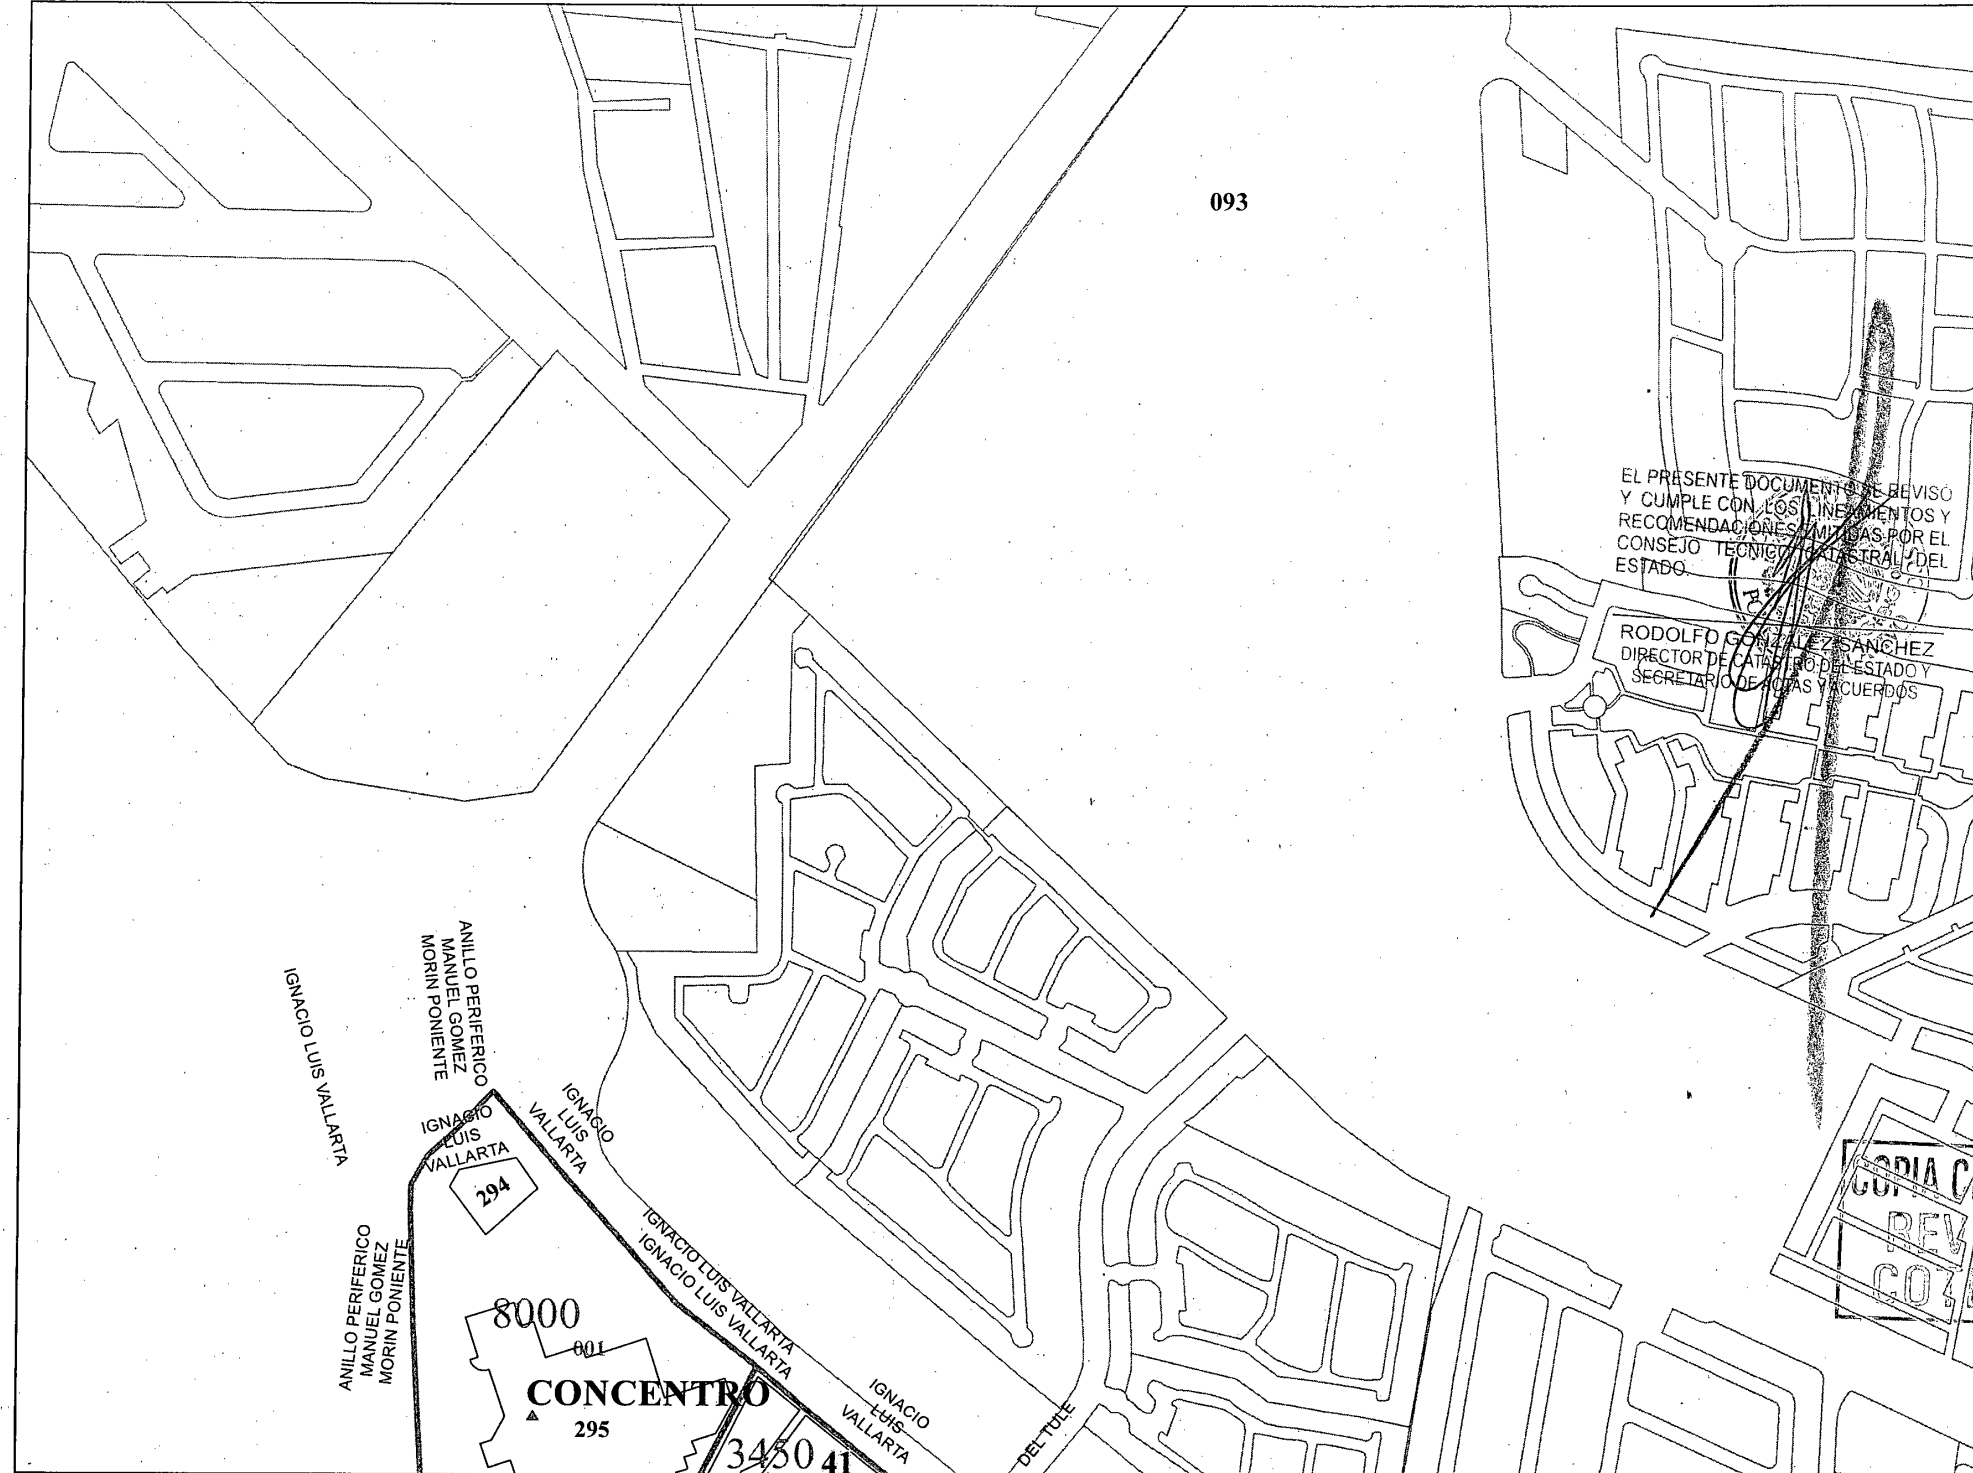 093
EL PRESENTE DOCUMENTO SE REVISÓ
Y CUMPLE CON LOS LINEAMIENTOS Y
RECOMENDACIONES EMITIDAS POR EL
CONSEJO TECNICO CATASTRAL DEL
ESTADO.
RODOLFO GONZALEZ SANCHEZ
DIRECTOR DE CATASTRO DEL ESTADO Y
SECRETARIO DE ACTAS Y ACUERDOS
ANILLO PERIFERICO
MANUEL GOMEZ
MORIN PONIENTE
IGNACIO LUIS VALLARTA
IGNACIO
LUIS
VALLARTA
IGNACIO
LUIS
VALLARTA
294
COPIA C
REV
ANILLO PERIFERICO
MANUEL GOMEZ
MORIN PONIENTE
IGNACIO LUIS VALLARTA
IGNACIO LUIS VALLARTA
8000
001
CONCENTRO
295
IGNACIO
LUIS
VALLARTA
DEL TULE
3450
41